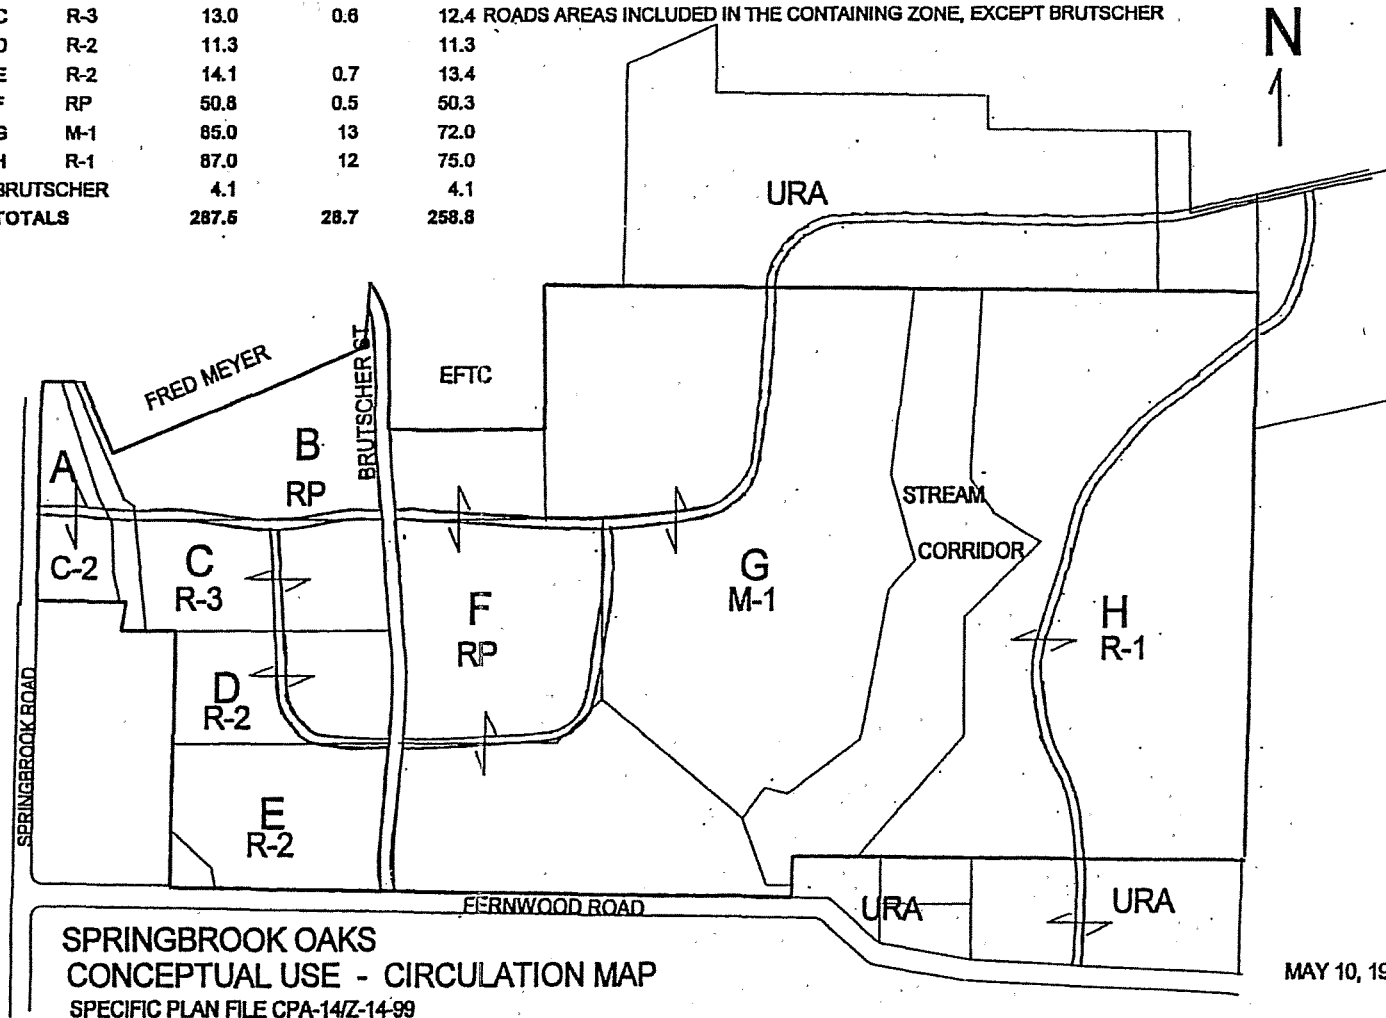 C R-3 13.0 0.6 12.4 ROADS AREAS INCLUDED IN THE CONTAINING ZONE, EXCEPT BRUTSCHER
D R-2 11.3 11.3
E R-2 14.1 0.7 13.4
F RP 50.8 0.5 50.3
G M-1 85.0 13 72.0
H R-1 87.0 12 75.0
BRUTSCHER 4.1 4.1
TOTALS 287.5 28.7 258.8
N
URA
FRED MEYER
BRUTSCHER ST
EFTC
A
B
RP
STREAM
CORRIDOR
C-2
C
R-3
F
RP
G
M-1
H
R-1
D
R-2
E
R-2
SPRINGBROOK ROAD
FERNWOOD ROAD
URA
URA
SPRINGBROOK OAKS
CONCEPTUAL USE - CIRCULATION MAP
SPECIFIC PLAN FILE CPA-14/Z-14-99
MAY 10, 19